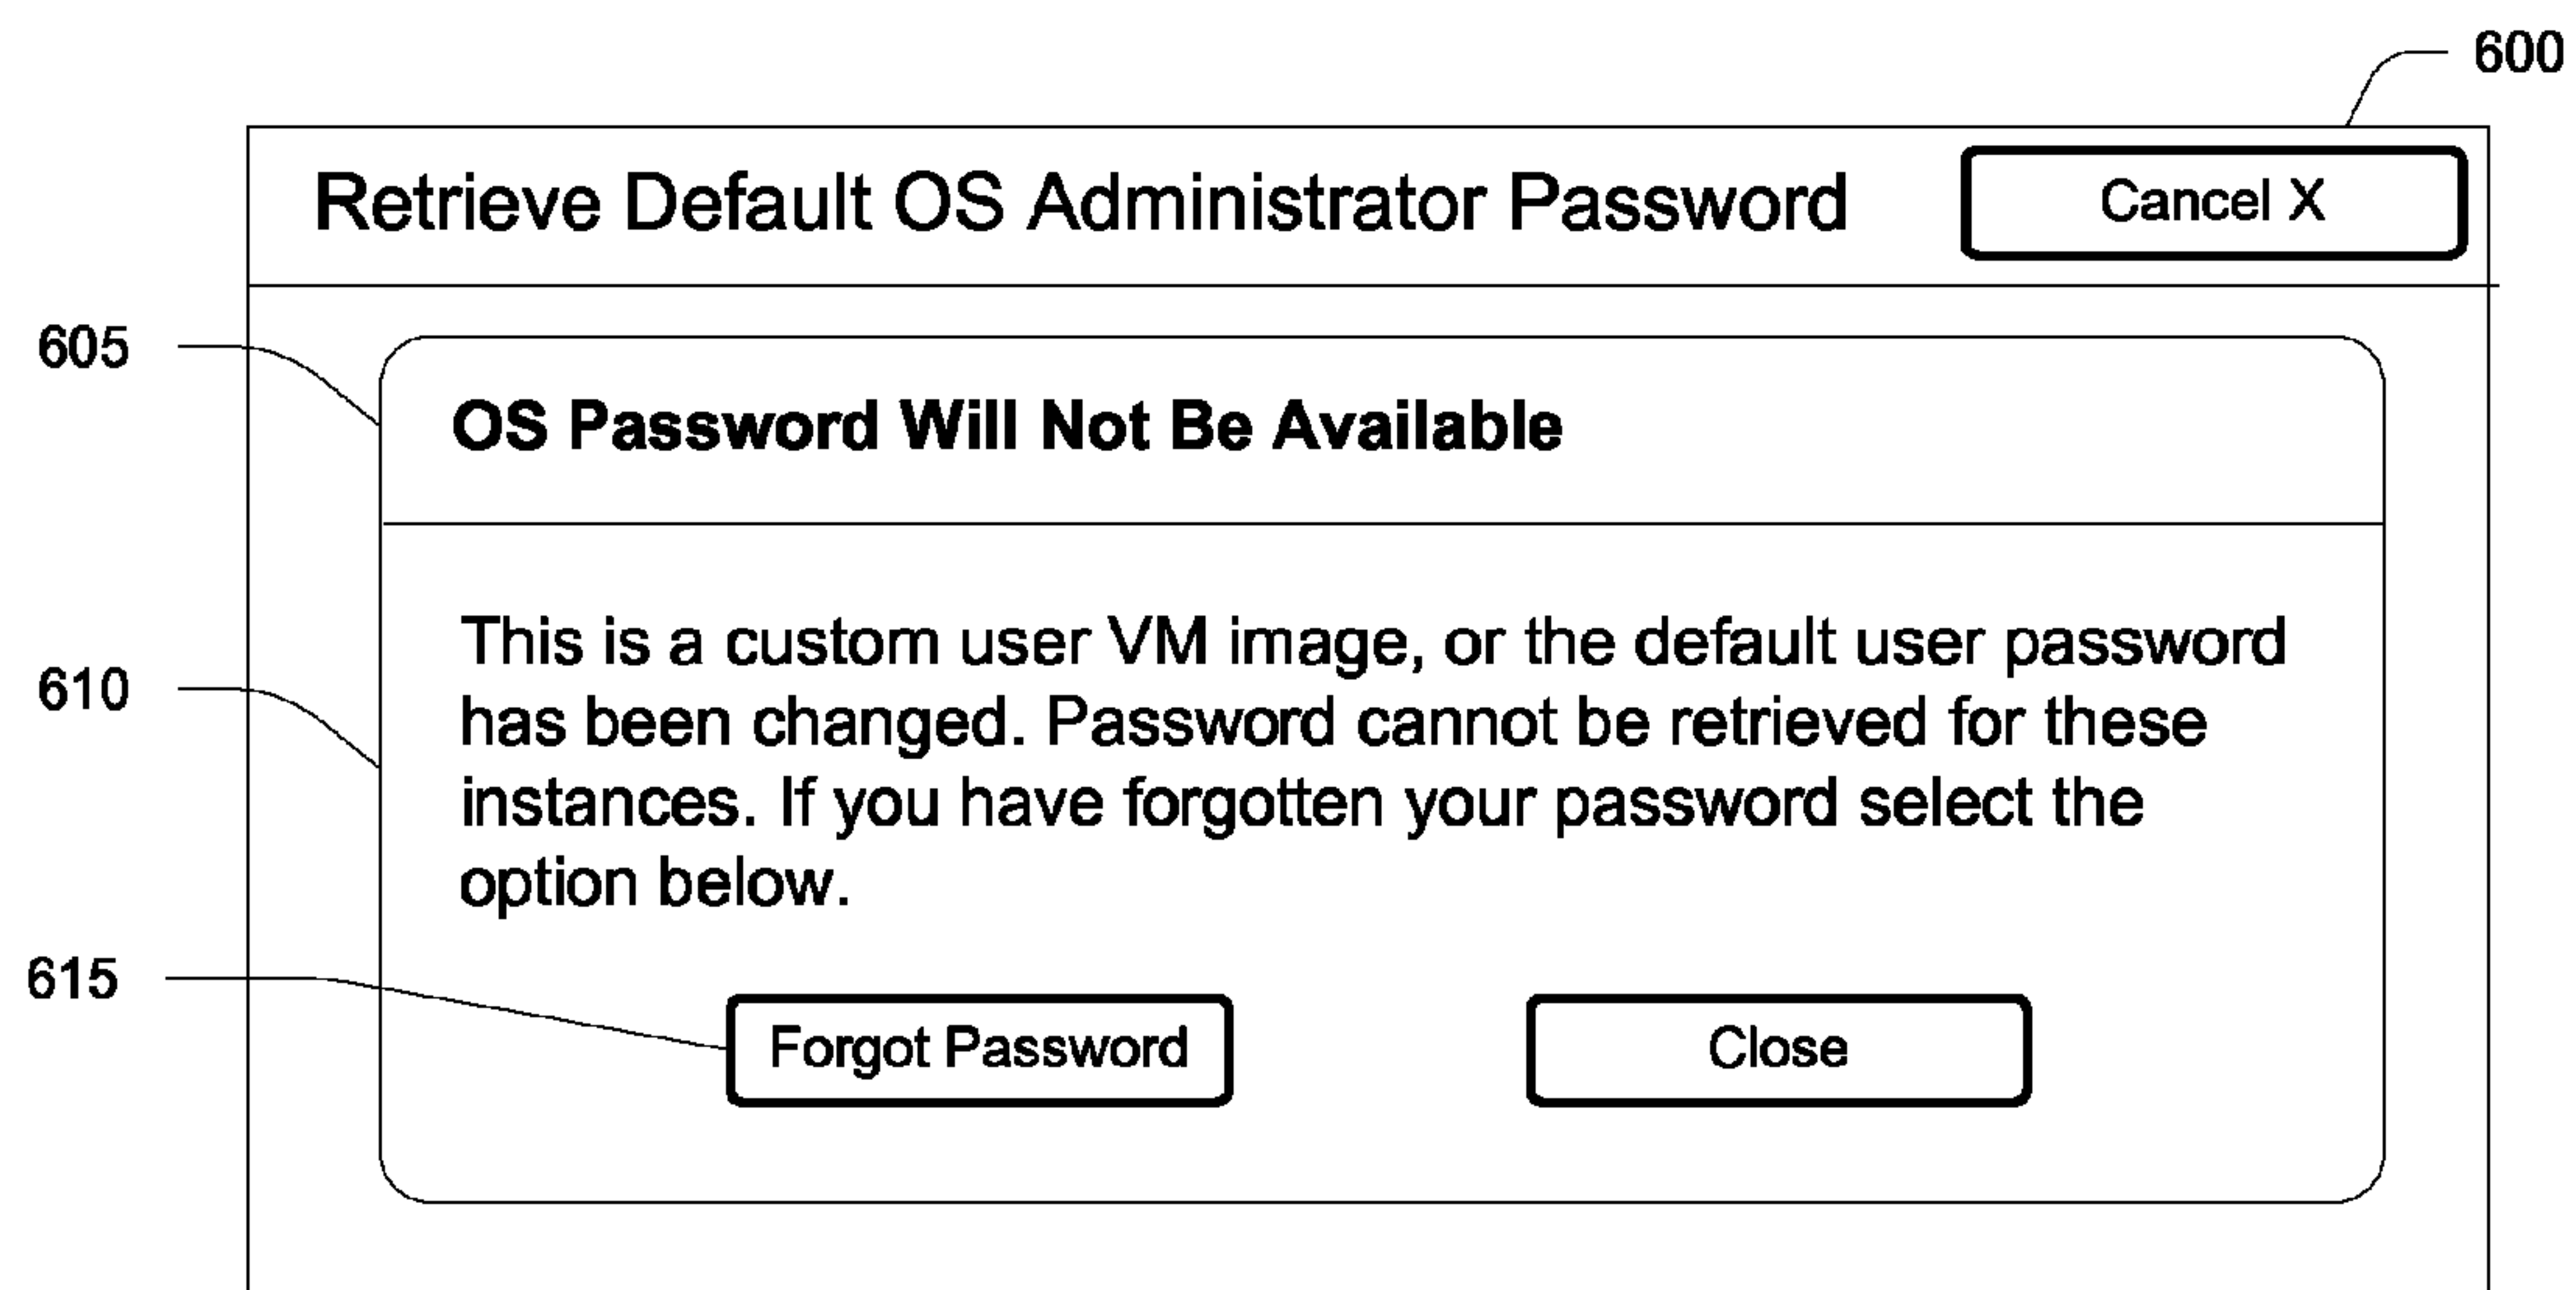 600
Retrieve Default OS Administrator Password
Cancel X
605
OS Password Will Not Be Available
610
This is a custom user VM image, or the default user password
has been changed. Password cannot be retrieved for these
instances. If you have forgotten your password select the
option below.
615
Forgot Password
Close